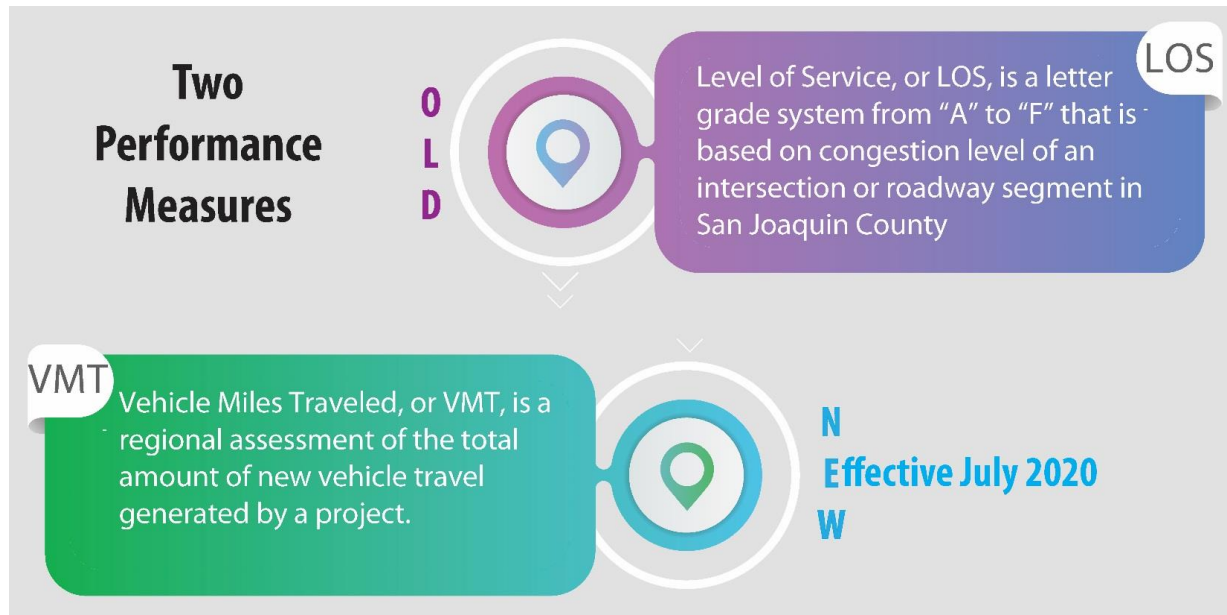 Two
Performance
Measures
O
L
D
LOS
Level of Service, or LOS, is a letter
grade system from “A” to “F” that is
based on congestion level of an
intersection or roadway segment in
San Joaquin County
VMT
Vehicle Miles Traveled, or VMT, is a
regional assessment of the total
amount of new vehicle travel
generated by a project.
N
Effective July 2020
W